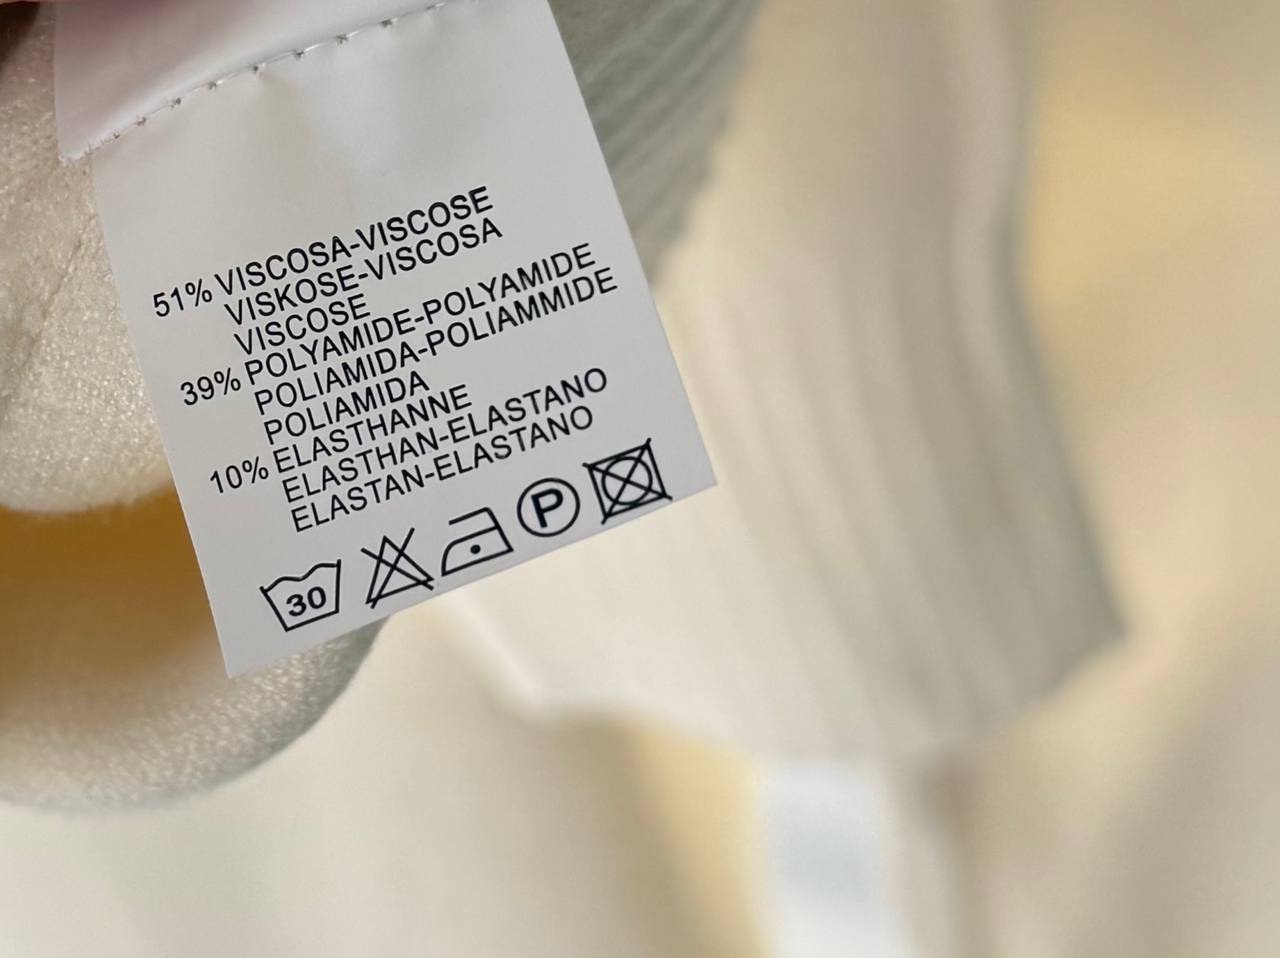 51% VISCOSA-VISCOSE
VISKOSE-VISCOSA
VISCOSE
39% POLYAMIDE-POLYAMIDE
POLIAMIDA-POLIAMMIDE
POLIAMIDA
10% ELASTHANNE
ELASTHAN-ELASTANO
ELASTAN-ELASTANO
30 P